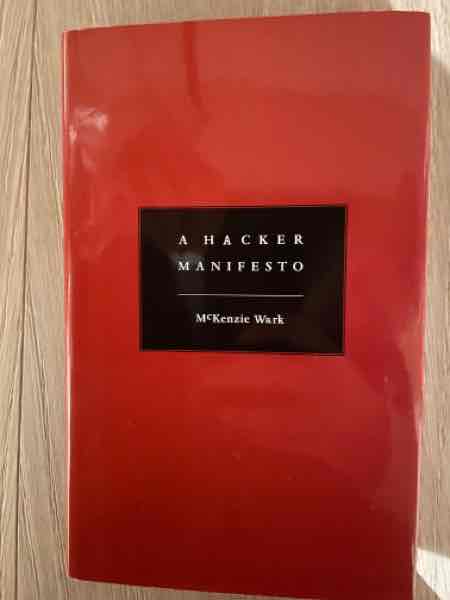 A HACKER
MANIFESTO
McKenzie Wark